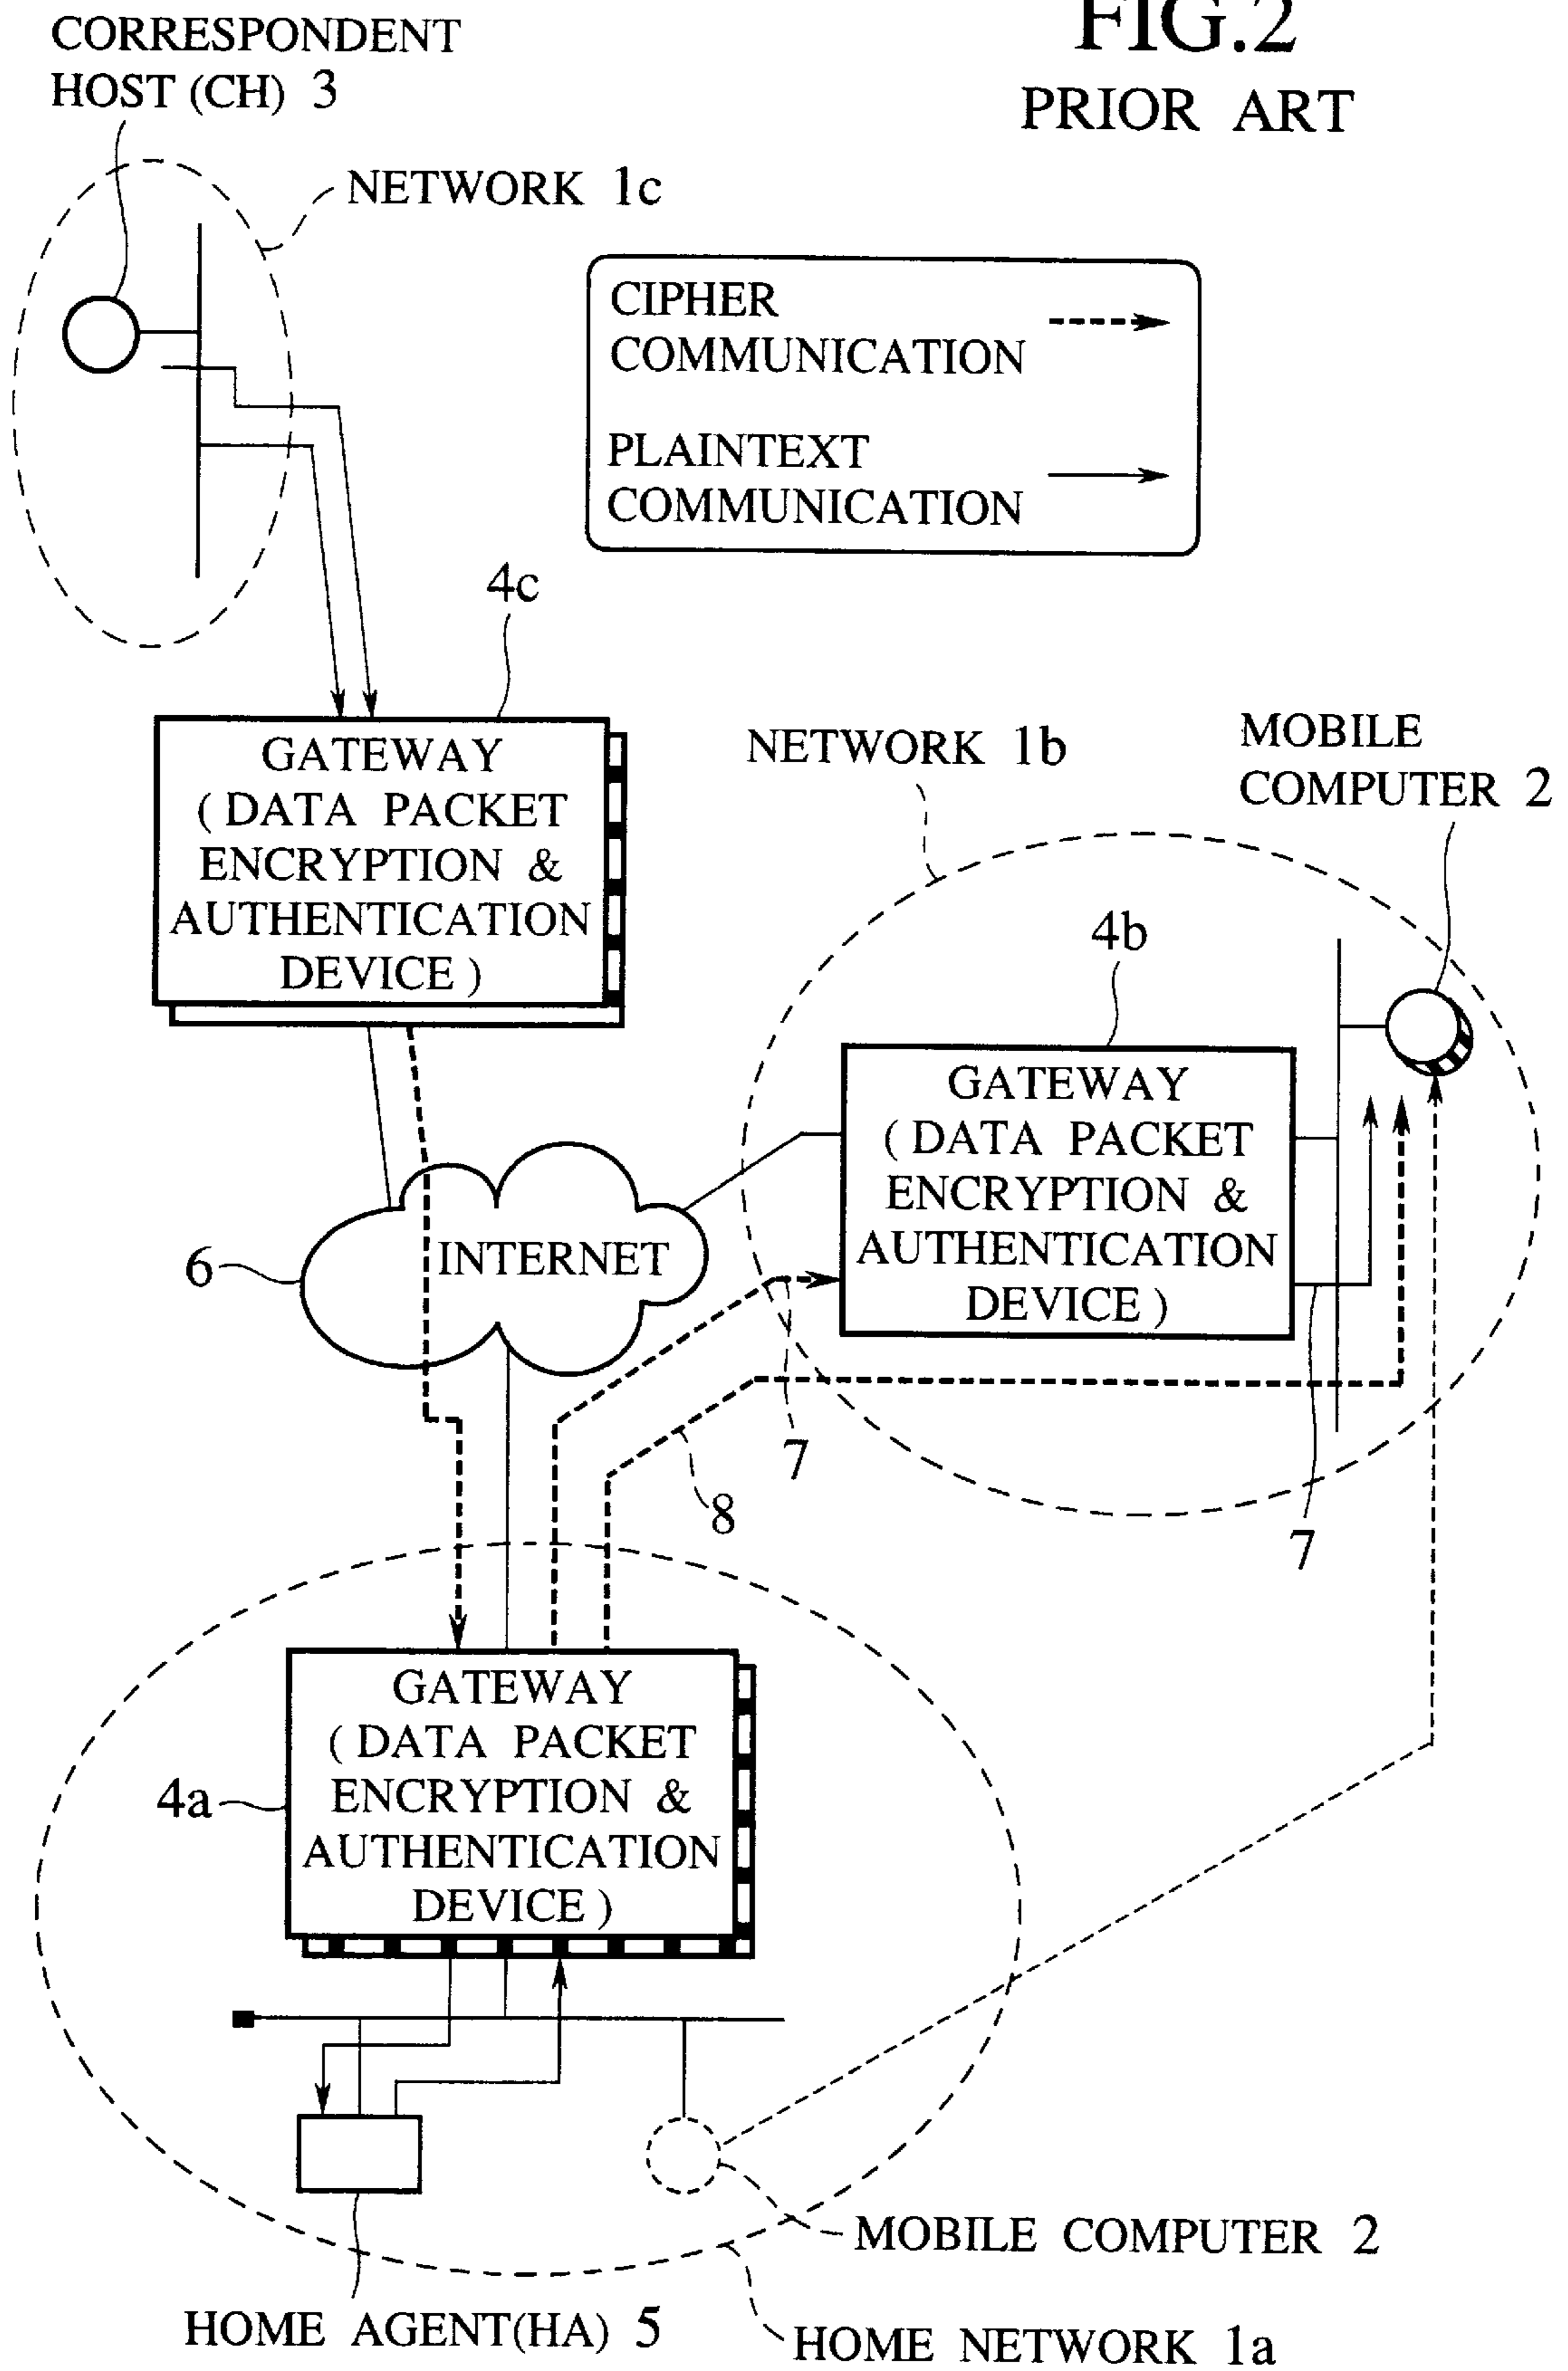 FIG.2
PRIOR ART
CORRESPONDENT
HOST (CH) 3
NETWORK 1c
CIPHER
COMMUNICATION
PLAINTEXT
COMMUNICATION
4c
GATEWAY
( DATA PACKET
ENCRYPTION &
AUTHENTICATION
DEVICE )
NETWORK 1b
MOBILE
COMPUTER 2
4b
GATEWAY
( DATA PACKET
ENCRYPTION &
AUTHENTICATION
DEVICE )
6
INTERNET
7
8
7
4a
GATEWAY
( DATA PACKET
ENCRYPTION &
AUTHENTICATION
DEVICE )
MOBILE COMPUTER 2
HOME AGENT(HA) 5
HOME NETWORK 1a